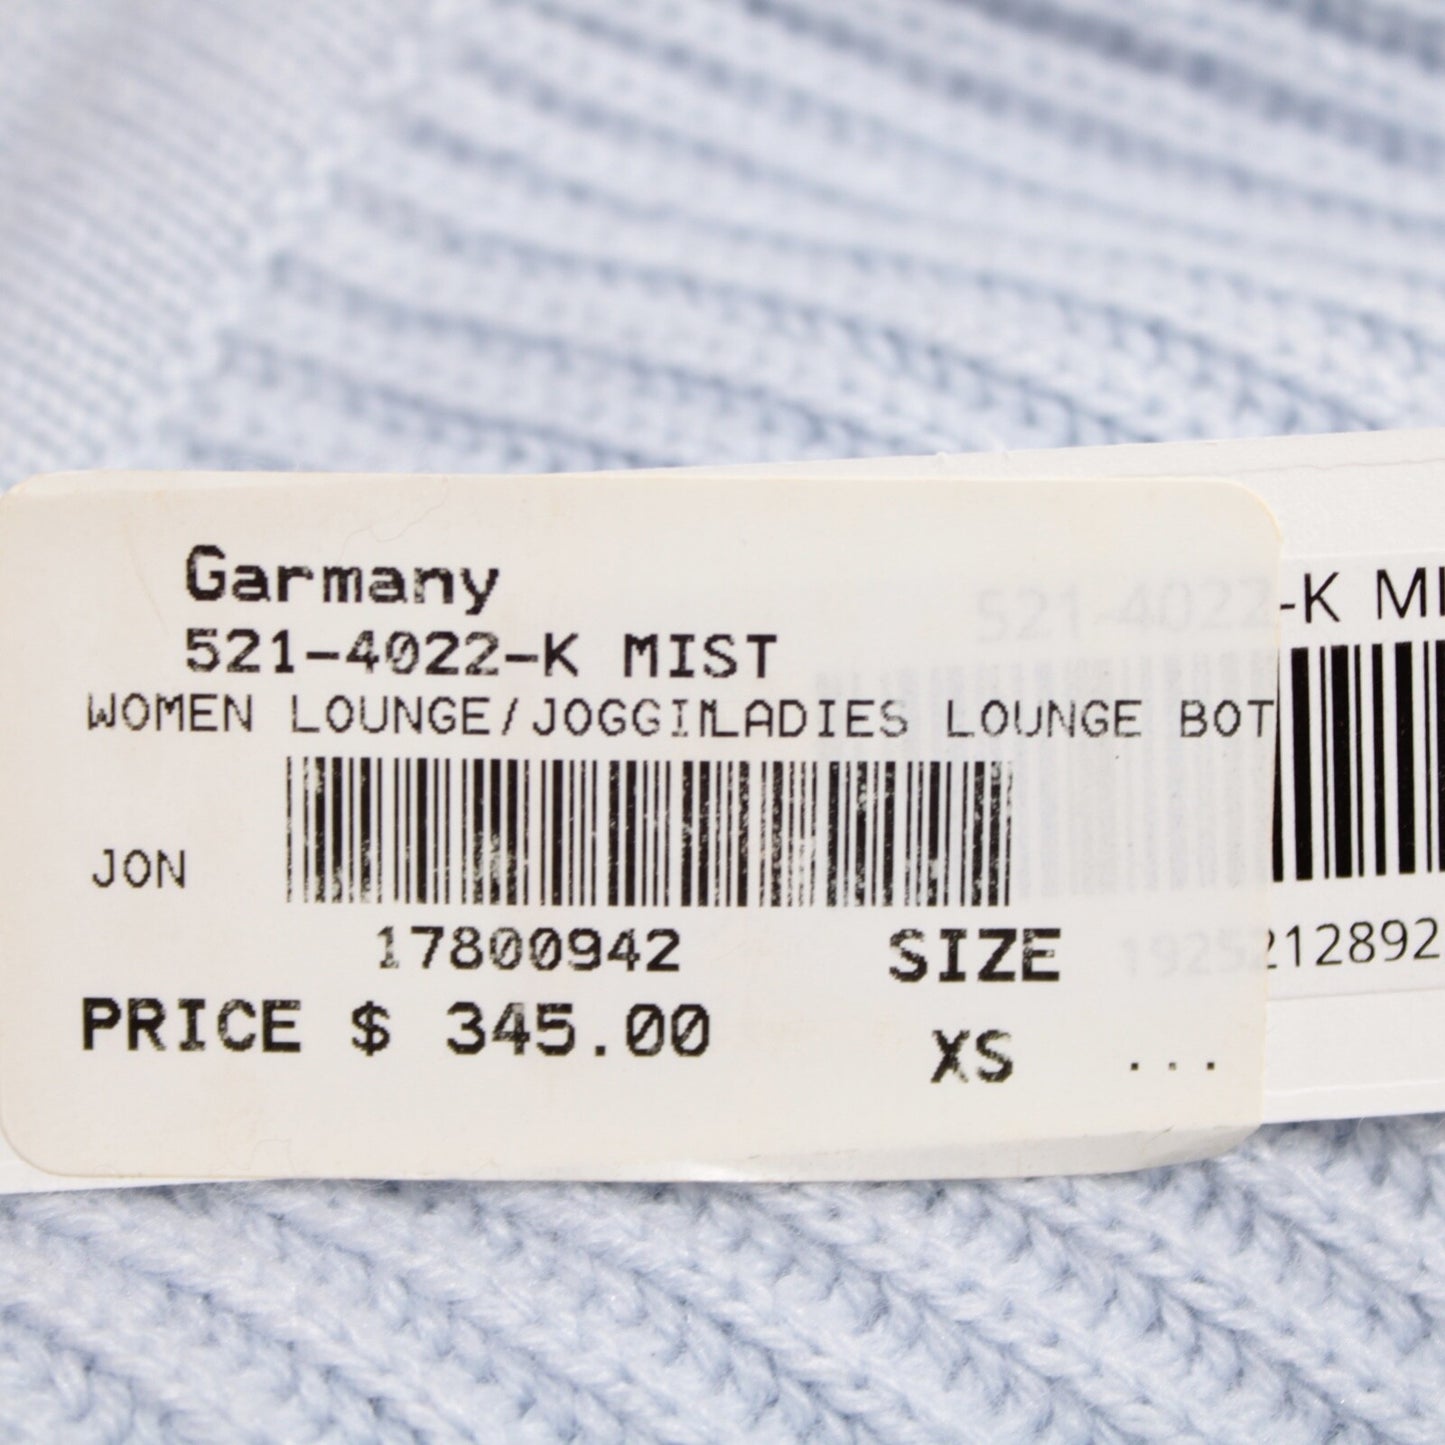 Garmany
521-4022-K MIST
-K MI
WOMEN LOUNGE/JOGGINLADIES LOUNGE BOT
JON
17800942
SIZE
1925212892
PRICE $ 345.00
XS ...
521-4022